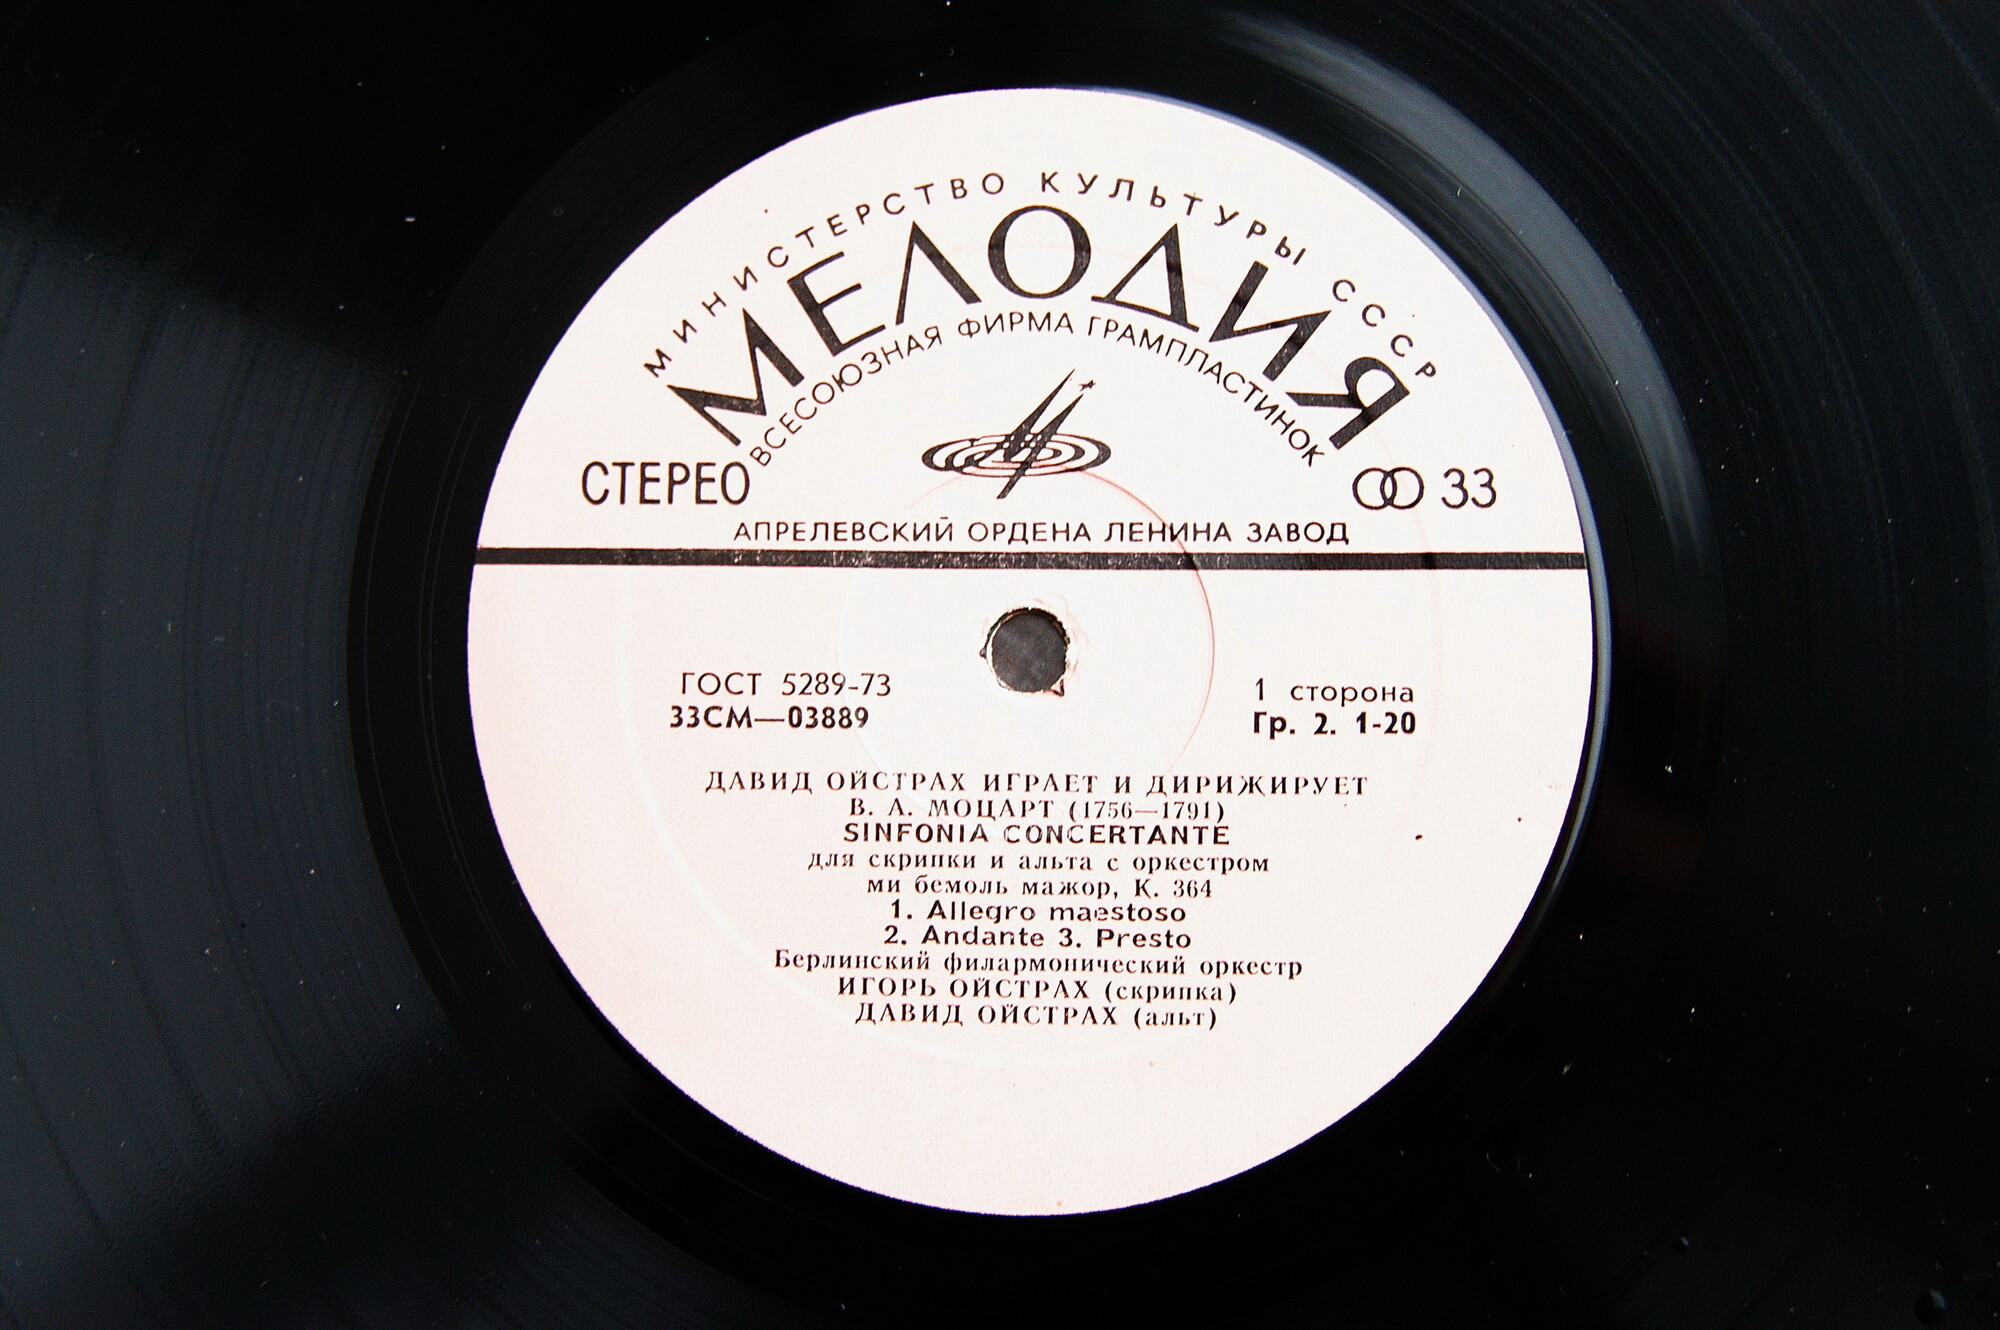 МИНИСТЕРСТВО КУЛЬТУРЫ СССР
МЕЛОДИЯ
ВСЕСОЮЗНАЯ ФИРМА ГРАМПЛАСТИНОК
СТЕРЕО
33
АПРЕЛЕВСКИЙ ОРДЕНА ЛЕНИНА ЗАВОД
ГОСТ 5289-73
33СМ—03889
1 сторона
Гр. 2. 1-20
ДАВИД ОЙСТРАХ ИГРАЕТ И ДИРИЖИРУЕТ
В. А. МОЦАРТ (1756—1791)
SINFONIA CONCERTANTE
для скрипки и альта с оркестром
ми бемоль мажор, К. 364
1. Allegro maestoso
2. Andante 3. Presto
Берлинский филармонический оркестр
ИГОРЬ ОЙСТРАХ (скрипка)
ДАВИД ОЙСТРАХ (альт)